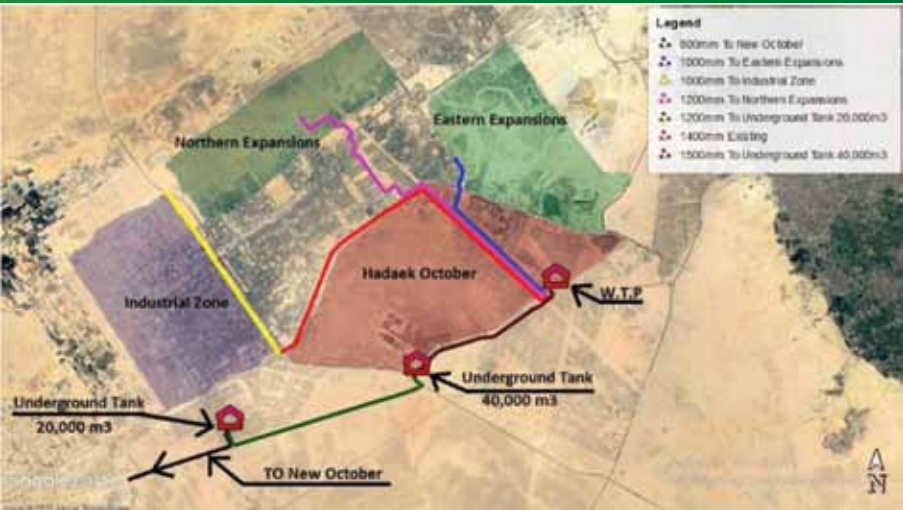 Legend
600mm To New October
1000mm To Eastern Expansions
1000mm To Industrial Zone
1200mm To Northern Expansions
1200mm To Underground Tank 20,000m3
1400mm Existing
1500mm To Underground Tank 40,000m3
Eastern Expansions
Northern Expansions
Hadaek October
W.T.P
Industrial Zone
Underground Tank
40,000 m3
Underground Tank
20,000 m3
TO New October
N